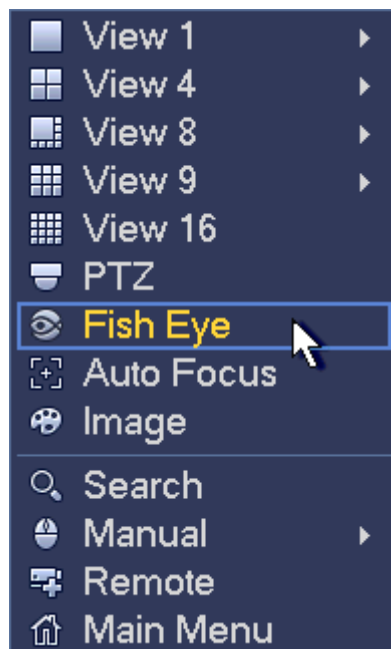 View 1
View 4
View 8
View 9
View 16
PTZ
Fish Eye
Auto Focus
Image
Search
Manual
Remote
Main Menu